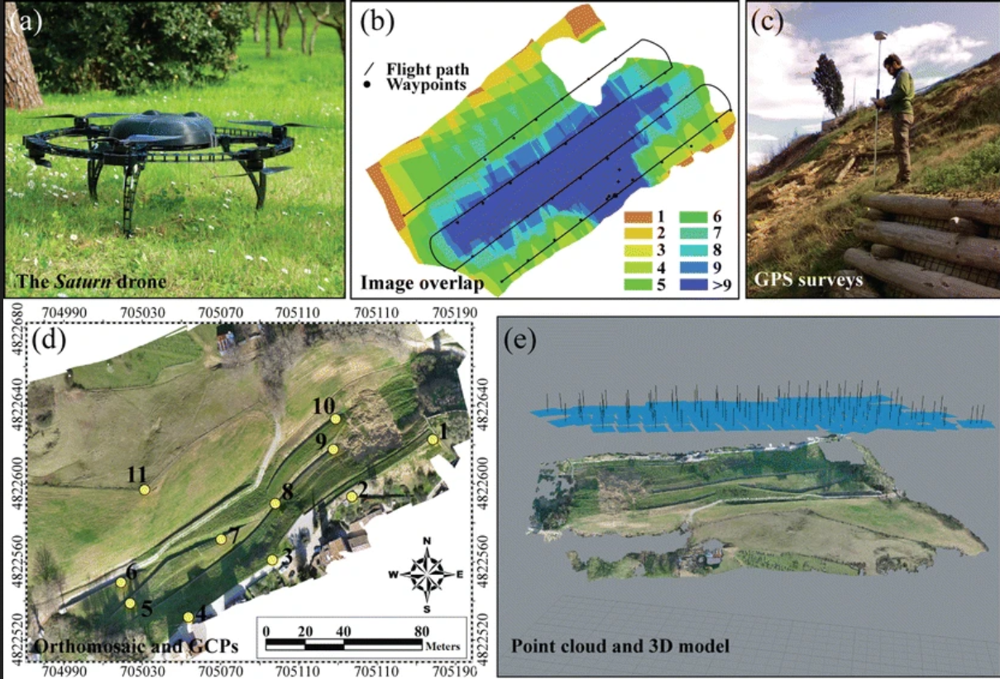 (a)
The Saturn drone
(b)
Flight path
Waypoints
1 6
2 7
3 8
4 9
5 >9
Image overlap
(c)
GPS surveys
704990 705030 705070 705110 705110 705190
(d)
4822680
4822640
4822600
4822560
4822520
4822680
4822640
4822600
4822560
4822520
10
9
1
11
8
2
7
3
6
5
4
N
W E
S
0 20 40 80
Meters
Orthomosaic and GCPs
704990 705030 705070 705110 705110 705190
(e)
Point cloud and 3D model